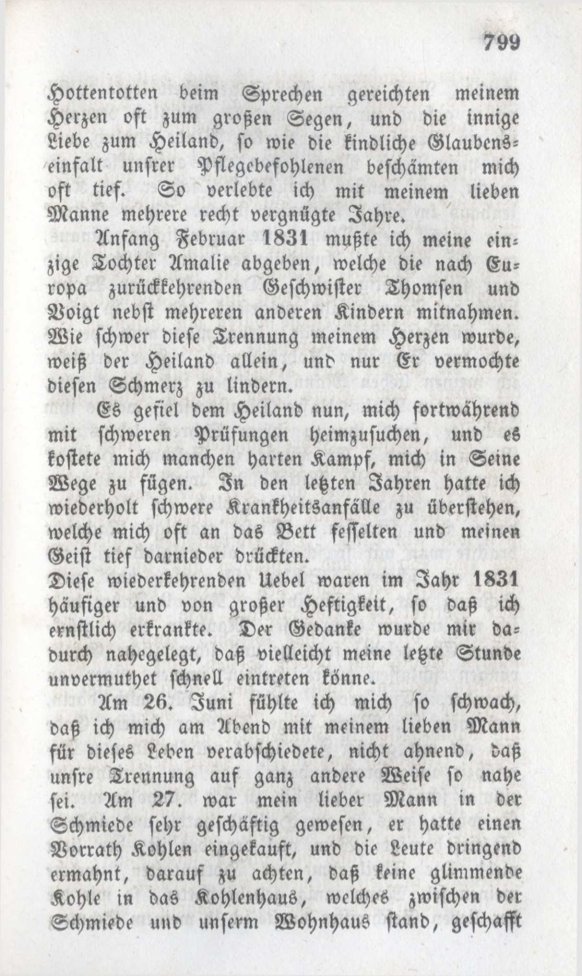 799
Hottentotten beim Sprechen gereichten meinem
Herzen oft zum großen Segen, und die innige
Liebe zum Heiland, so wie die kindliche Glaubens-
einfalt unsrer Pflegebefohlenen beschämten mich
oft tief. So verlebte ich mit meinem lieben
Manne mehrere recht vergnügte Jahre.
Anfang Februar 1831 mußte ich meine ein-
zige Tochter Amalie abgeben, welche die nach Eu-
ropa zurückkehrenden Geschwister Thomsen und
Voigt nebst mehreren anderen Kindern mitnahmen.
Wie schwer diese Trennung meinem Herzen wurde,
weiß der Heiland allein, und nur Er vermochte
diesen Schmerz zu lindern.
Es gefiel dem Heiland nun, mich fortwährend
mit schweren Prüfungen heimzusuchen, und es
kostete mich manchen harten Kampf, mich in Seine
Wege zu fügen. In den letzten Jahren hatte ich
wiederholt schwere Krankheitsanfälle zu überstehen,
welche mich oft an das Bett fesselten und meinen
Geist tief darnieder drückten.
Diese wiederkehrenden Uebel waren im Jahr 1831
häufiger und von großer Heftigkeit, so daß ich
ernstlich erkrankte. Der Gedanke wurde mir da-
durch nahegelegt, daß vielleicht meine letzte Stunde
unvermuthet schnell eintreten könne.
Am 26. Juni fühlte ich mich so schwach,
daß ich mich am Abend mit meinem lieben Mann
für dieses Leben verabschiedete, nicht ahnend, daß
unsre Trennung auf ganz andere Weise so nahe
sei. Am 27. war mein lieber Mann in der
Schmiede sehr geschäftig gewesen, er hatte einen
Vorrath Kohlen eingekauft, und die Leute dringend
ermahnt, darauf zu achten, daß keine glimmende
Kohle in das Kohlenhaus, welches zwischen der
Schmiede und unserm Wohnhaus stand, geschafft